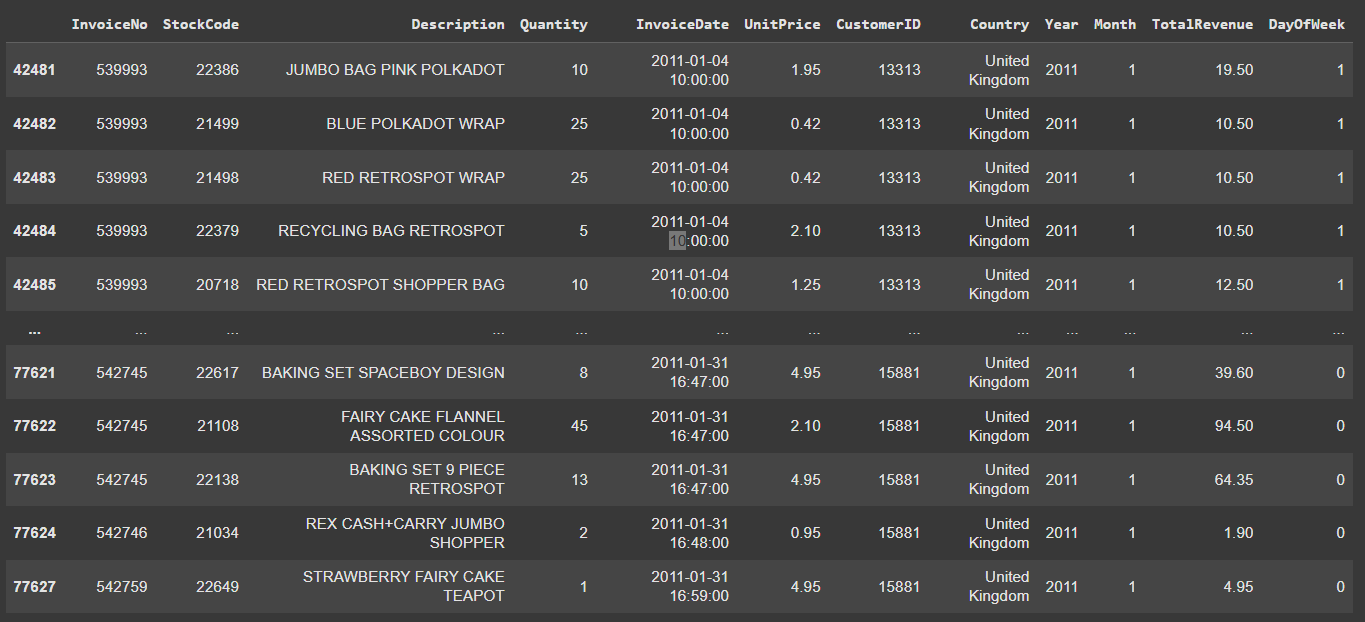 InvoiceNo StockCode Description Quantity InvoiceDate UnitPrice CustomerID Country Year Month TotalRevenue DayOfWeek
42481 539993 22386 JUMBO BAG PINK POLKADOT 10 2011-01-04 10:00:00 1.95 13313 United Kingdom 2011 1 19.50 1
42482 539993 21499 BLUE POLKADOT WRAP 25 2011-01-04 10:00:00 0.42 13313 United Kingdom 2011 1 10.50 1
42483 539993 21498 RED RETROSPOT WRAP 25 2011-01-04 10:00:00 0.42 13313 United Kingdom 2011 1 10.50 1
42484 539993 22379 RECYCLING BAG RETROSPOT 5 2011-01-04 10:00:00 2.10 13313 United Kingdom 2011 1 10.50 1
42485 539993 20718 RED RETROSPOT SHOPPER BAG 10 2011-01-04 10:00:00 1.25 13313 United Kingdom 2011 1 12.50 1
... ... ... ... ... ... ... ... ... ... ... ... ...
77621 542745 22617 BAKING SET SPACEBOY DESIGN 8 2011-01-31 16:47:00 4.95 15881 United Kingdom 2011 1 39.60 0
77622 542745 21108 FAIRY CAKE FLANNEL ASSORTED COLOUR 45 2011-01-31 16:47:00 2.10 15881 United Kingdom 2011 1 94.50 0
77623 542745 22138 BAKING SET 9 PIECE RETROSPOT 13 2011-01-31 16:47:00 4.95 15881 United Kingdom 2011 1 64.35 0
77624 542746 21034 REX CASH+CARRY JUMBO SHOPPER 2 2011-01-31 16:48:00 0.95 15881 United Kingdom 2011 1 1.90 0
77627 542759 22649 STRAWBERRY FAIRY CAKE TEAPOT 1 2011-01-31 16:59:00 4.95 15881 United Kingdom 2011 1 4.95 0